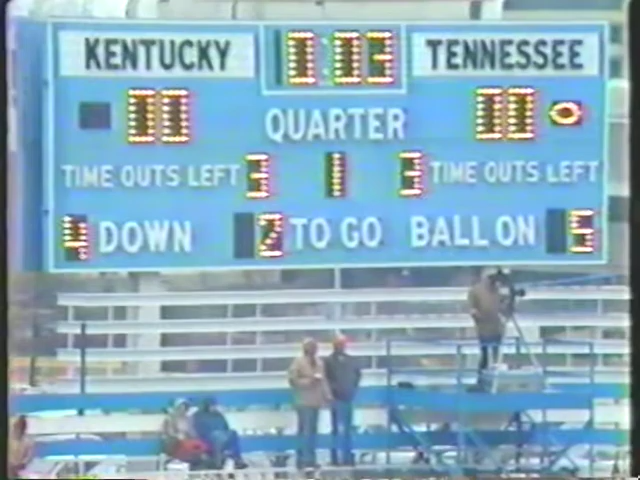 KENTUCKY 0:03 TENNESSEE
00 QUARTER 00
TIME OUTS LEFT 3 1 3 TIME OUTS LEFT
4 DOWN 2 TO GO BALL ON 5